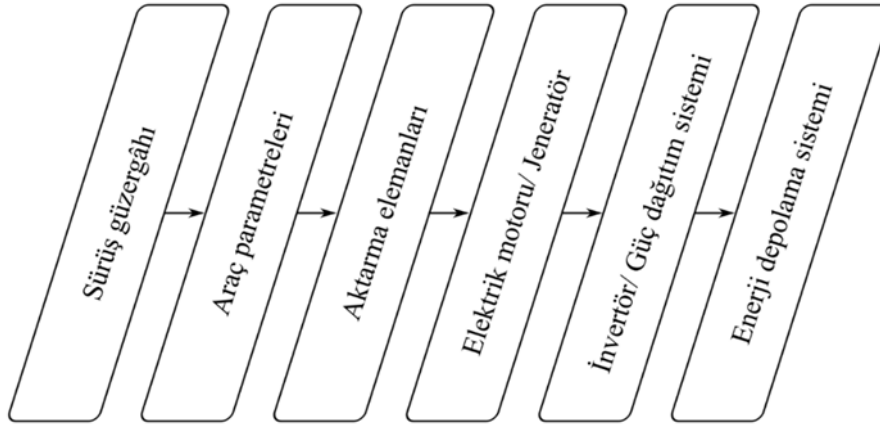 Sürüş güzergâhı
Araç parametreleri
Aktarma elemanları
Elektrik motoru/ Jeneratör
İnvertör/ Güç dağıtım sistemi
Enerji depolama sistemi